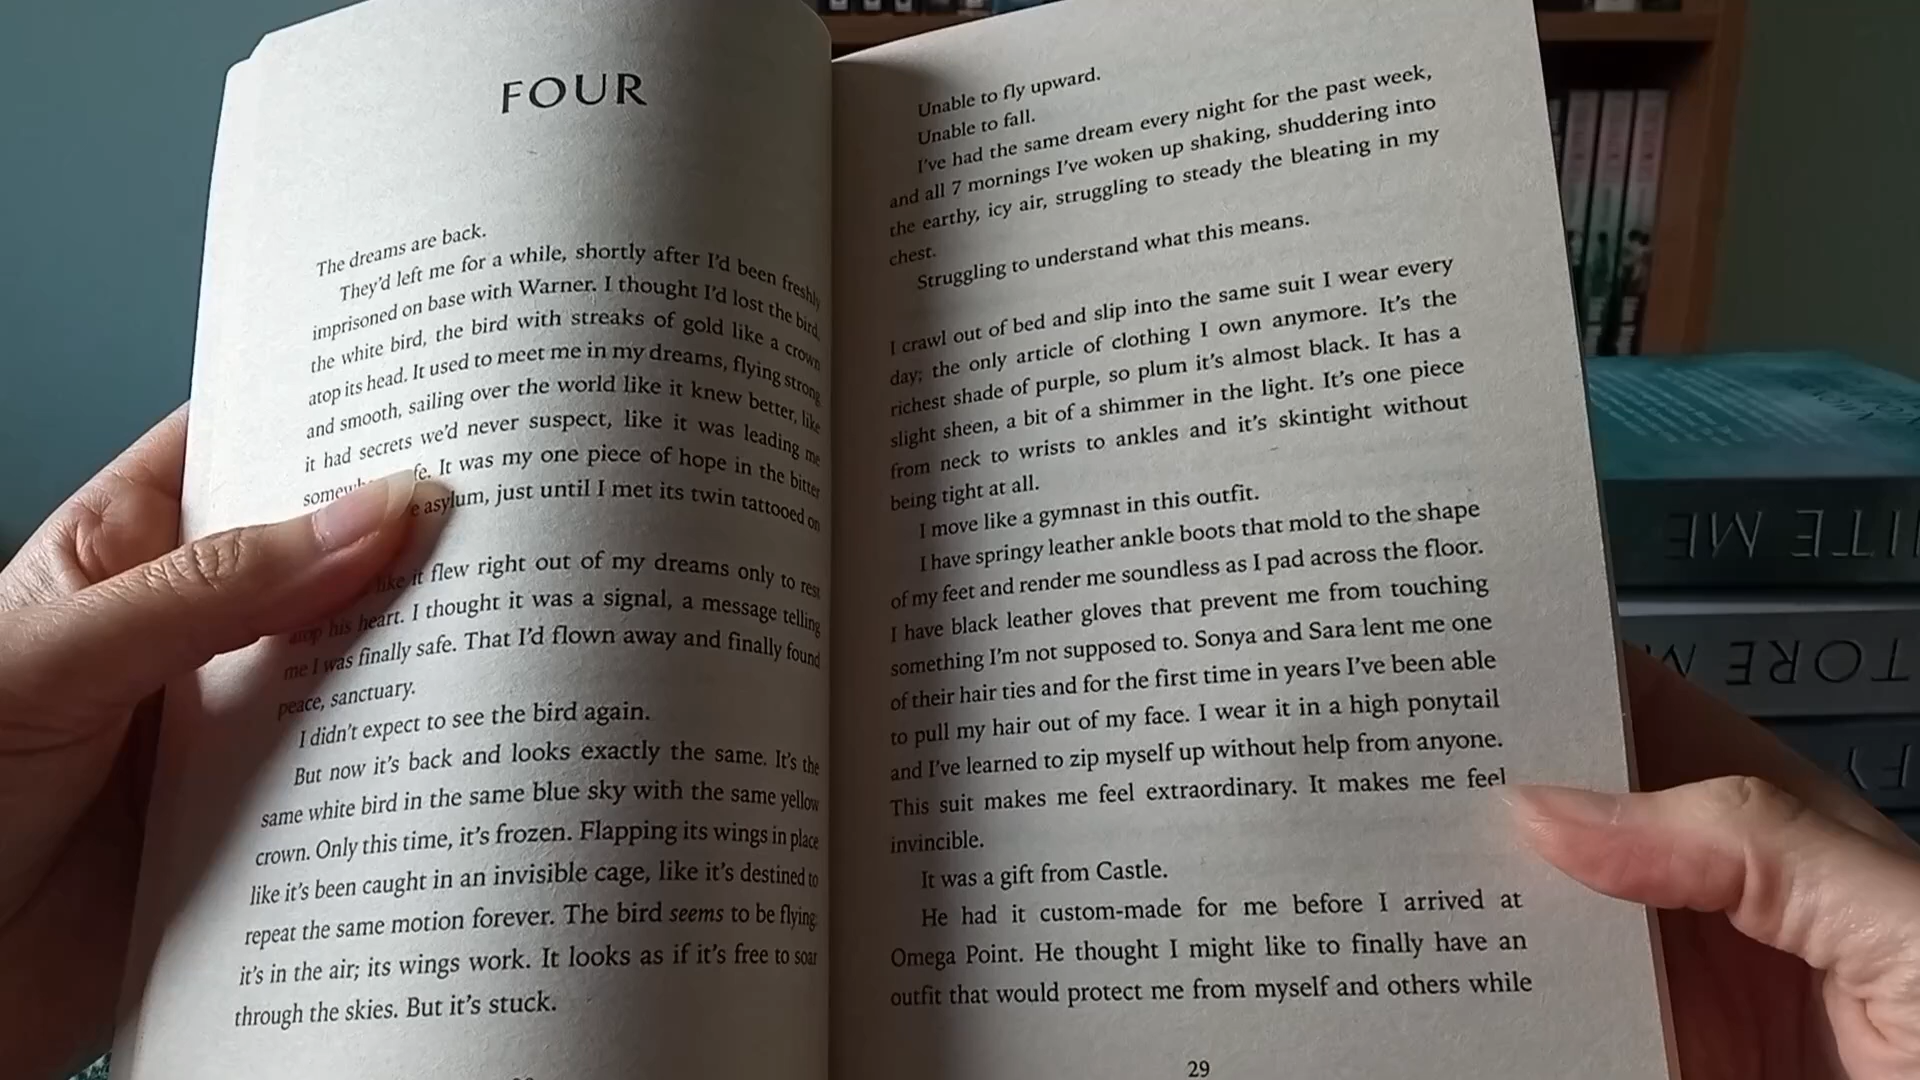 FOUR
The dreams are back.
They'd left me for a while, shortly after I'd been freshly
imprisoned on base with Warner. I thought I'd lost the bird,
the white bird, the bird with streaks of gold like a crown
atop its head. It used to meet me in my dreams, flying strong
and smooth, sailing over the world like it knew better, like
it had secrets we'd never suspect, like it was leading me
It was my one piece of hope in the bitter
asylum, just until I met its twin tattooed on
like it flew right out of my dreams only to rest
atop his heart. I thought it was a signal, a message telling
me I was finally safe. That I'd flown away and finally found
peace, sanctuary.
I didn't expect to see the bird again.
But now it's back and looks exactly the same. It's the
same white bird in the same blue sky with the same yellow
crown. Only this time, it's frozen. Flapping its wings in place
like it's been caught in an invisible cage, like it's destined to
repeat the same motion forever. The bird seems to be flying:
it's in the air; its wings work. It looks as if it's free to soar
through the skies. But it's stuck.
Unable to fly upward.
Unable to fall.
I've had the same dream every night for the past week,
and all 7 mornings I've woken up shaking, shuddering into
the earthy, icy air, struggling to steady the bleating in my
chest.
Struggling to understand what this means.
I crawl out of bed and slip into the same suit I wear every
day; the only article of clothing I own anymore. It's the
richest shade of purple, so plum it's almost black. It has a
slight sheen, a bit of a shimmer in the light. It's one piece
from neck to wrists to ankles and it's skintight without
being tight at all.
I move like a gymnast in this outfit.
I have springy leather ankle boots that mold to the shape
of my feet and render me soundless as I pad across the floor.
I have black leather gloves that prevent me from touching
something I'm not supposed to. Sonya and Sara lent me one
of their hair ties and for the first time in years I've been able
to pull my hair out of my face. I wear it in a high ponytail
and I've learned to zip myself up without help from anyone.
This suit makes me feel extraordinary. It makes me feel
invincible.
It was a gift from Castle.
He had it custom-made for me before I arrived at
Omega Point. He thought I might like to finally have an
outfit that would protect me from myself and others while
29
ITE ME
TORE M
FY